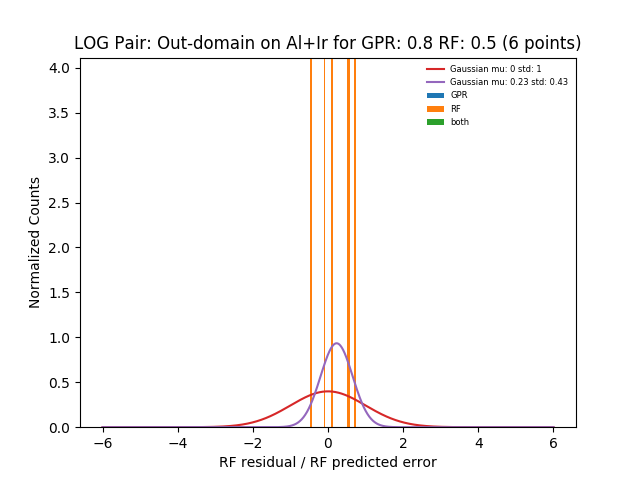 LOG Pair: Out-domain on Al+Ir for GPR: 0.8 RF: 0.5 (6 points)
Gaussian mu: 0 std: 1
Gaussian mu: 0.23 std: 0.43
GPR
RF
both
Normalized Counts
4.0
3.5
3.0
2.5
2.0
1.5
1.0
0.5
0.0
−6
−4
−2
0
2
4
6
RF residual / RF predicted error